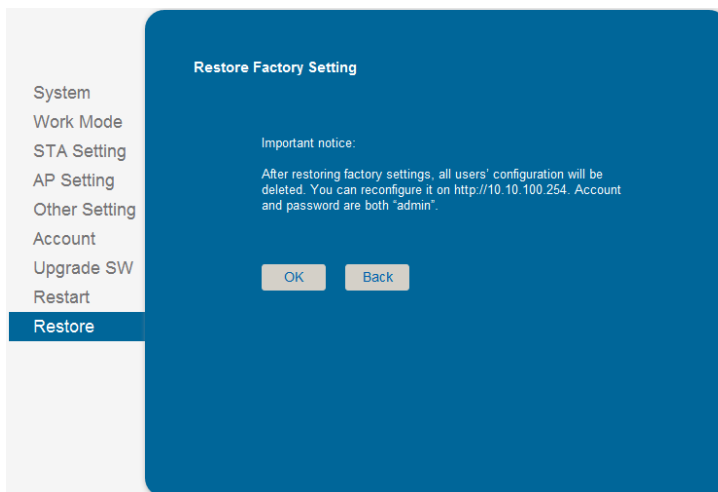 Restore Factory Setting
System
Work Mode
STA Setting
AP Setting
Other Setting
Account
Upgrade SW
Restart
Restore
Important notice:
After restoring factory settings, all users’ configuration will be
deleted. You can reconfigure it on http://10.10.100.254. Account
and password are both “admin”.
OK
Back